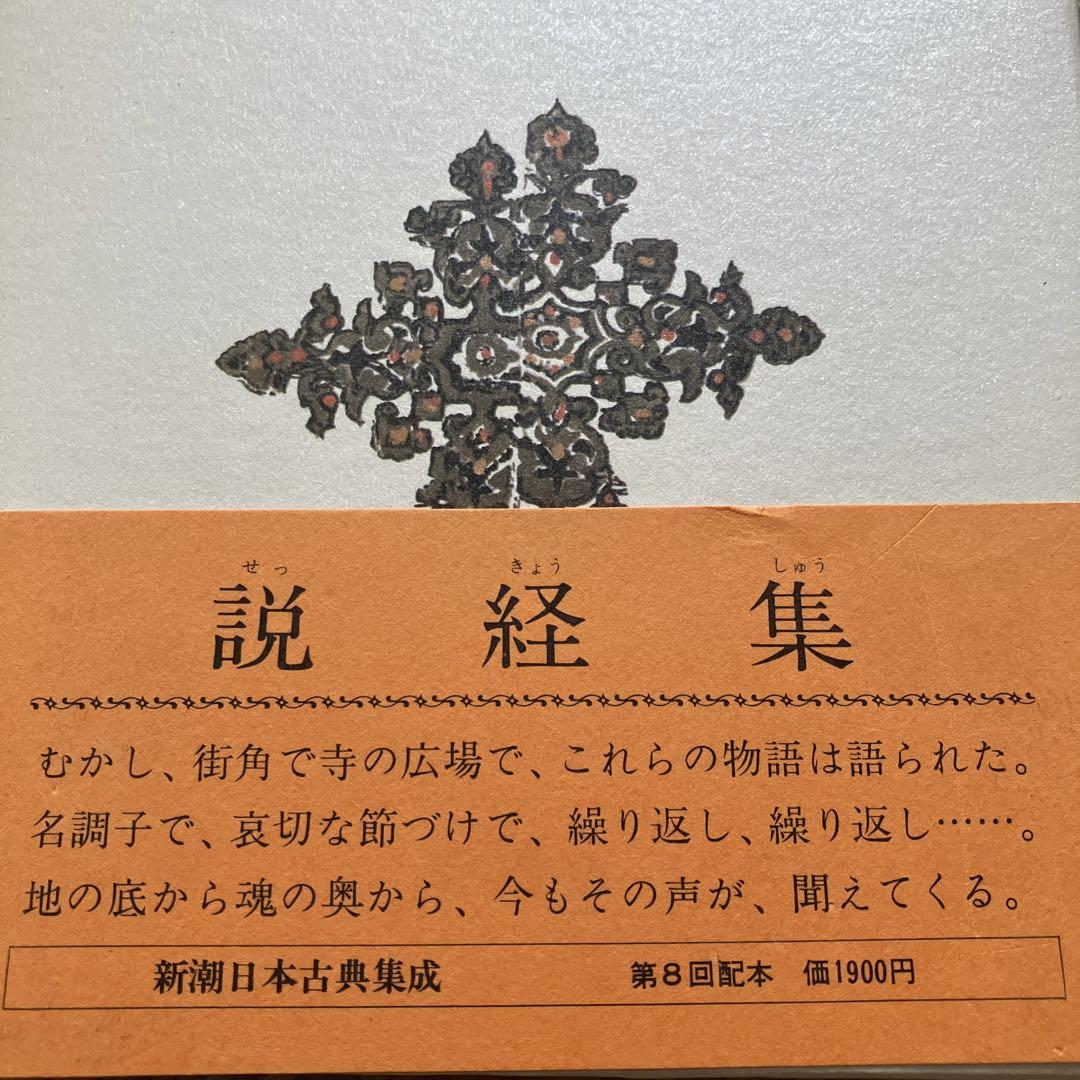 せっ きょう しゅう
説 経 集
むかし、街角で寺の広場で、これらの物語は語られた。
名調子で、哀切な節づけで、繰り返し、繰り返し……。
地の底から魂の奥から、今もその声が、聞えてくる。
新潮日本古典集成 第8回配本 価1900円